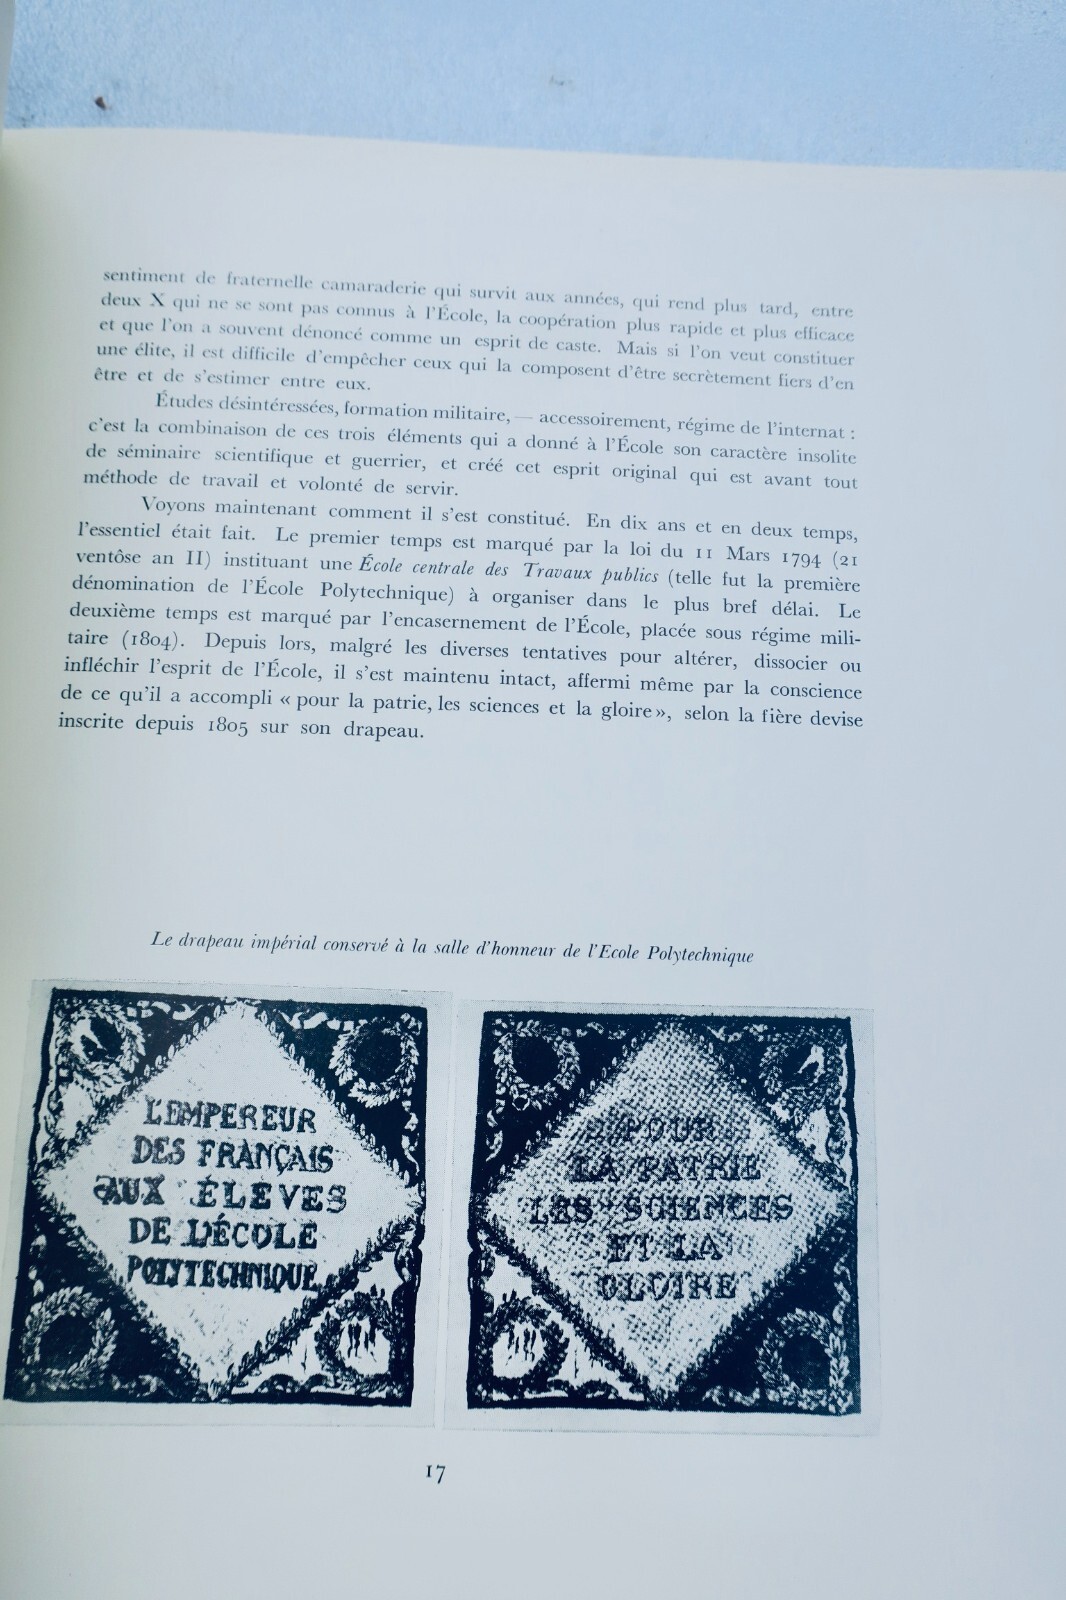 sentiment de fraternelle camaraderie qui survit aux années, qui rend plus tard, entre
deux X qui ne se sont pas connus à l'École, la coopération plus rapide et plus efficace
et que l'on a souvent dénoncé comme un esprit de caste. Mais si l'on veut constituer
une élite, il est difficile d'empêcher ceux qui la composent d'être secrètement fiers d'en
être et de s'estimer entre eux.
Études désintéressées, formation militaire, — accessoirement, régime de l'internat :
c'est la combinaison de ces trois éléments qui a donné à l'École son caractère insolite
de séminaire scientifique et guerrier, et créé cet esprit original qui est avant tout
méthode de travail et volonté de servir.
Voyons maintenant comment il s'est constitué. En dix ans et en deux temps,
l'essentiel était fait. Le premier temps est marqué par la loi du 11 Mars 1794 (21
ventôse an II) instituant une École centrale des Travaux publics (telle fut la première
dénomination de l'École Polytechnique) à organiser dans le plus bref délai. Le
deuxième temps est marqué par l'encasernement de l'École, placée sous régime mili-
taire (1804). Depuis lors, malgré les diverses tentatives pour altérer, dissocier ou
infléchir l'esprit de l'École, il s'est maintenu intact, affermi même par la conscience
de ce qu'il a accompli « pour la patrie, les sciences et la gloire », selon la fière devise
inscrite depuis 1805 sur son drapeau.
Le drapeau impérial conservé à la salle d'honneur de l'Ecole Polytechnique
L'EMPEREUR
DES FRANÇAIS
AUX ÉLEVES
DE L'ÉCOLE
POLYTECHNIQUE
POUR
LA PATRIE
LES SCIENCES
ET LA
GLOIRE
17